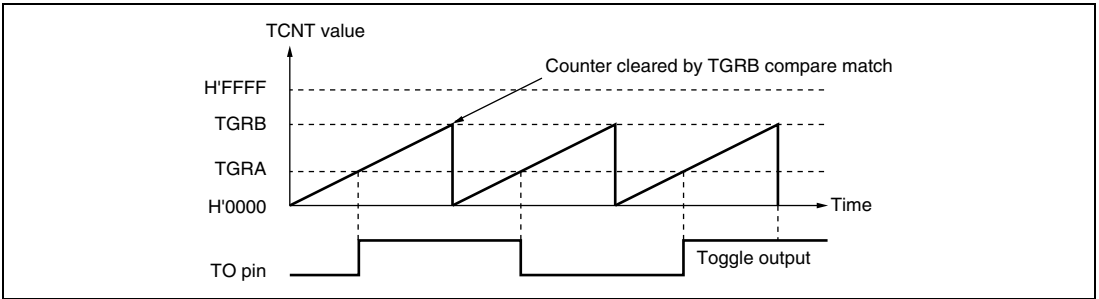 TCNT value
Counter cleared by TGRB compare match
H'FFFF
TGRB
TGRA
H'0000
Time
Toggle output
TO pin